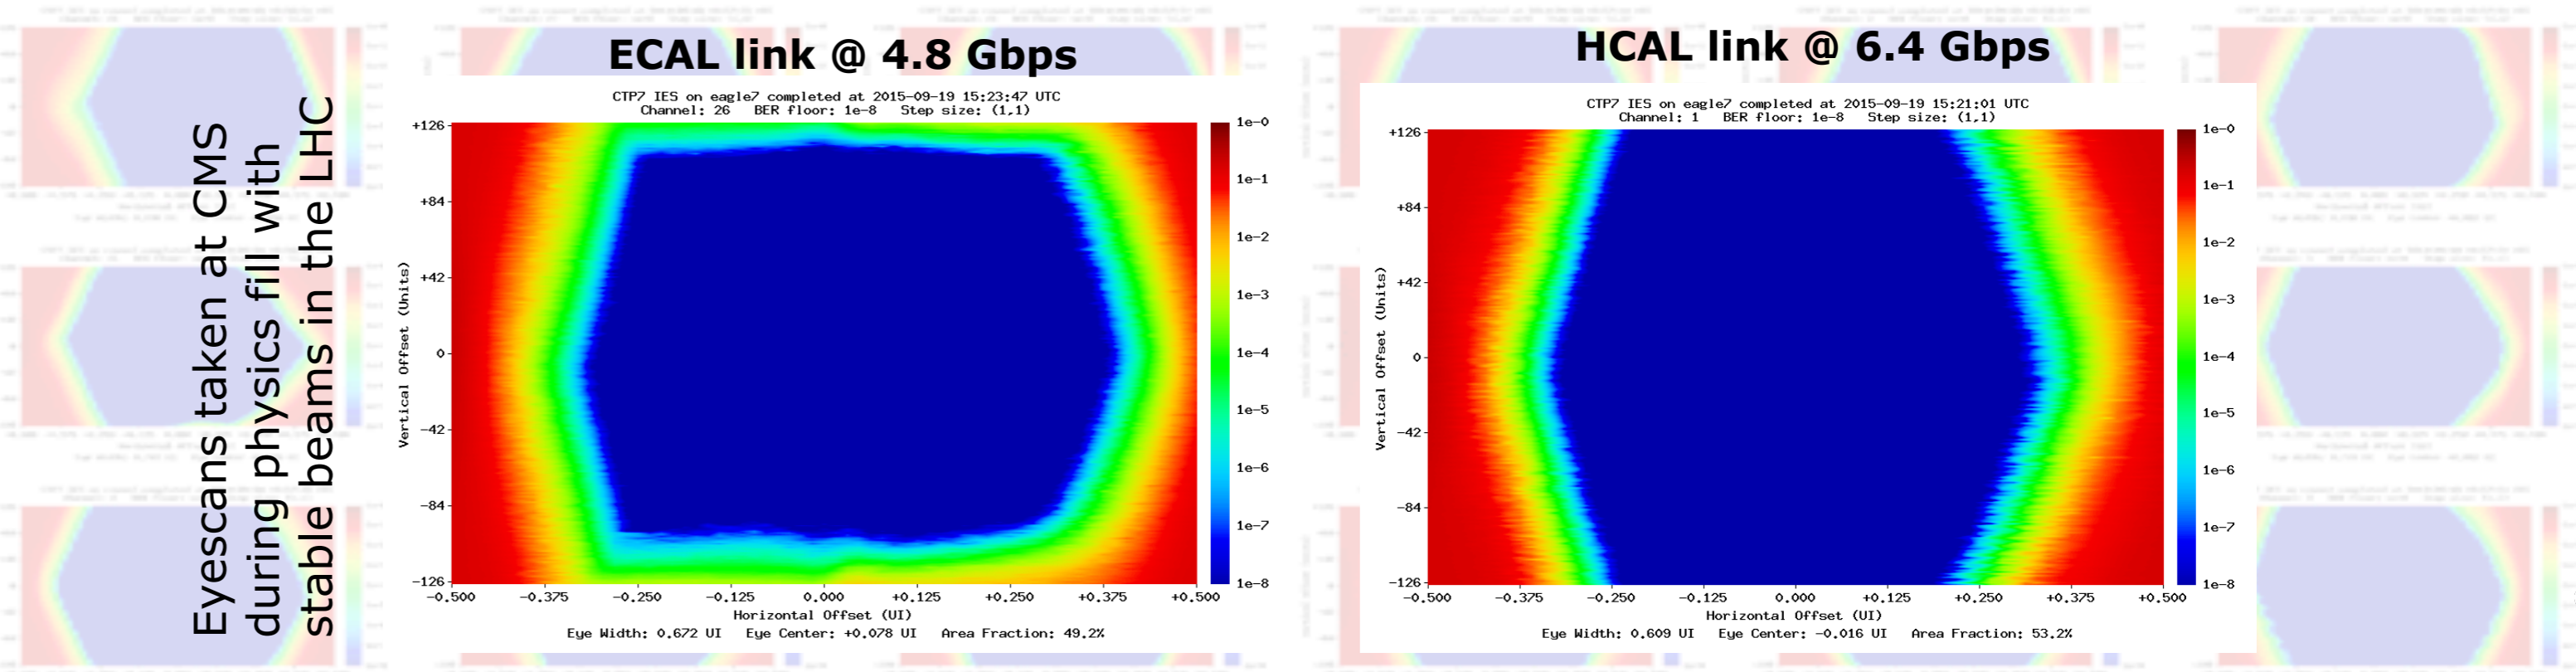 Eyescans taken at CMS
during physics fill with
stable beams in the LHC
ECAL link @ 4.8 Gbps
CTP7 IES on eagle7 completed at 2015-09-19 15:23:47 UTC
Channel: 26 BER floor: 1e-8 Step size: (1,1)
Vertical Offset (Units)
+126
+84
+42
0
-42
-84
-126
-0.500 -0.375 -0.250 -0.125 0.000 +0.125 +0.250 +0.375 +0.500
Horizontal Offset (UI)
Eye Width: 0.672 UI Eye Center: +0.078 UI Area Fraction: 49.2%
1e-0
1e-1
1e-2
1e-3
1e-4
1e-5
1e-6
1e-7
1e-8
HCAL link @ 6.4 Gbps
CTP7 IES on eagle7 completed at 2015-09-19 15:21:01 UTC
Channel: 1 BER floor: 1e-8 Step size: (1,1)
Vertical Offset (Units)
+126
+84
+42
0
-42
-84
-126
-0.500 -0.375 -0.250 -0.125 0.000 +0.125 +0.250 +0.375 +0.500
Horizontal Offset (UI)
Eye Width: 0.609 UI Eye Center: -0.016 UI Area Fraction: 53.2%
1e-0
1e-1
1e-2
1e-3
1e-4
1e-5
1e-6
1e-7
1e-8